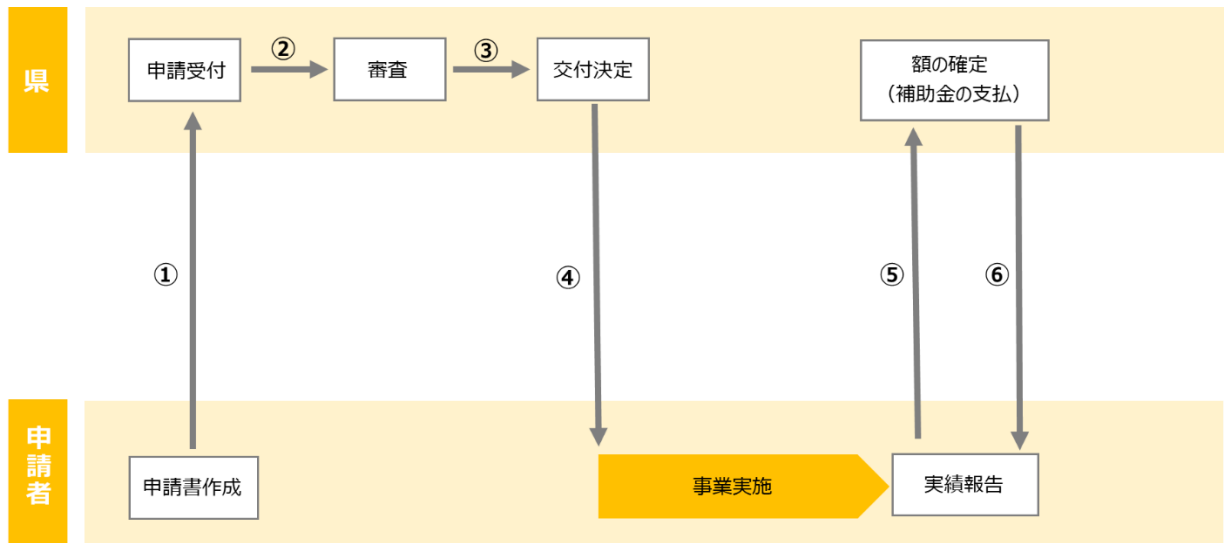 県
申請受付
②
審査
③
交付決定
額の確定
（補助金の支払）
①
④
⑤
⑥
申請者
申請書作成
事業実施
実績報告